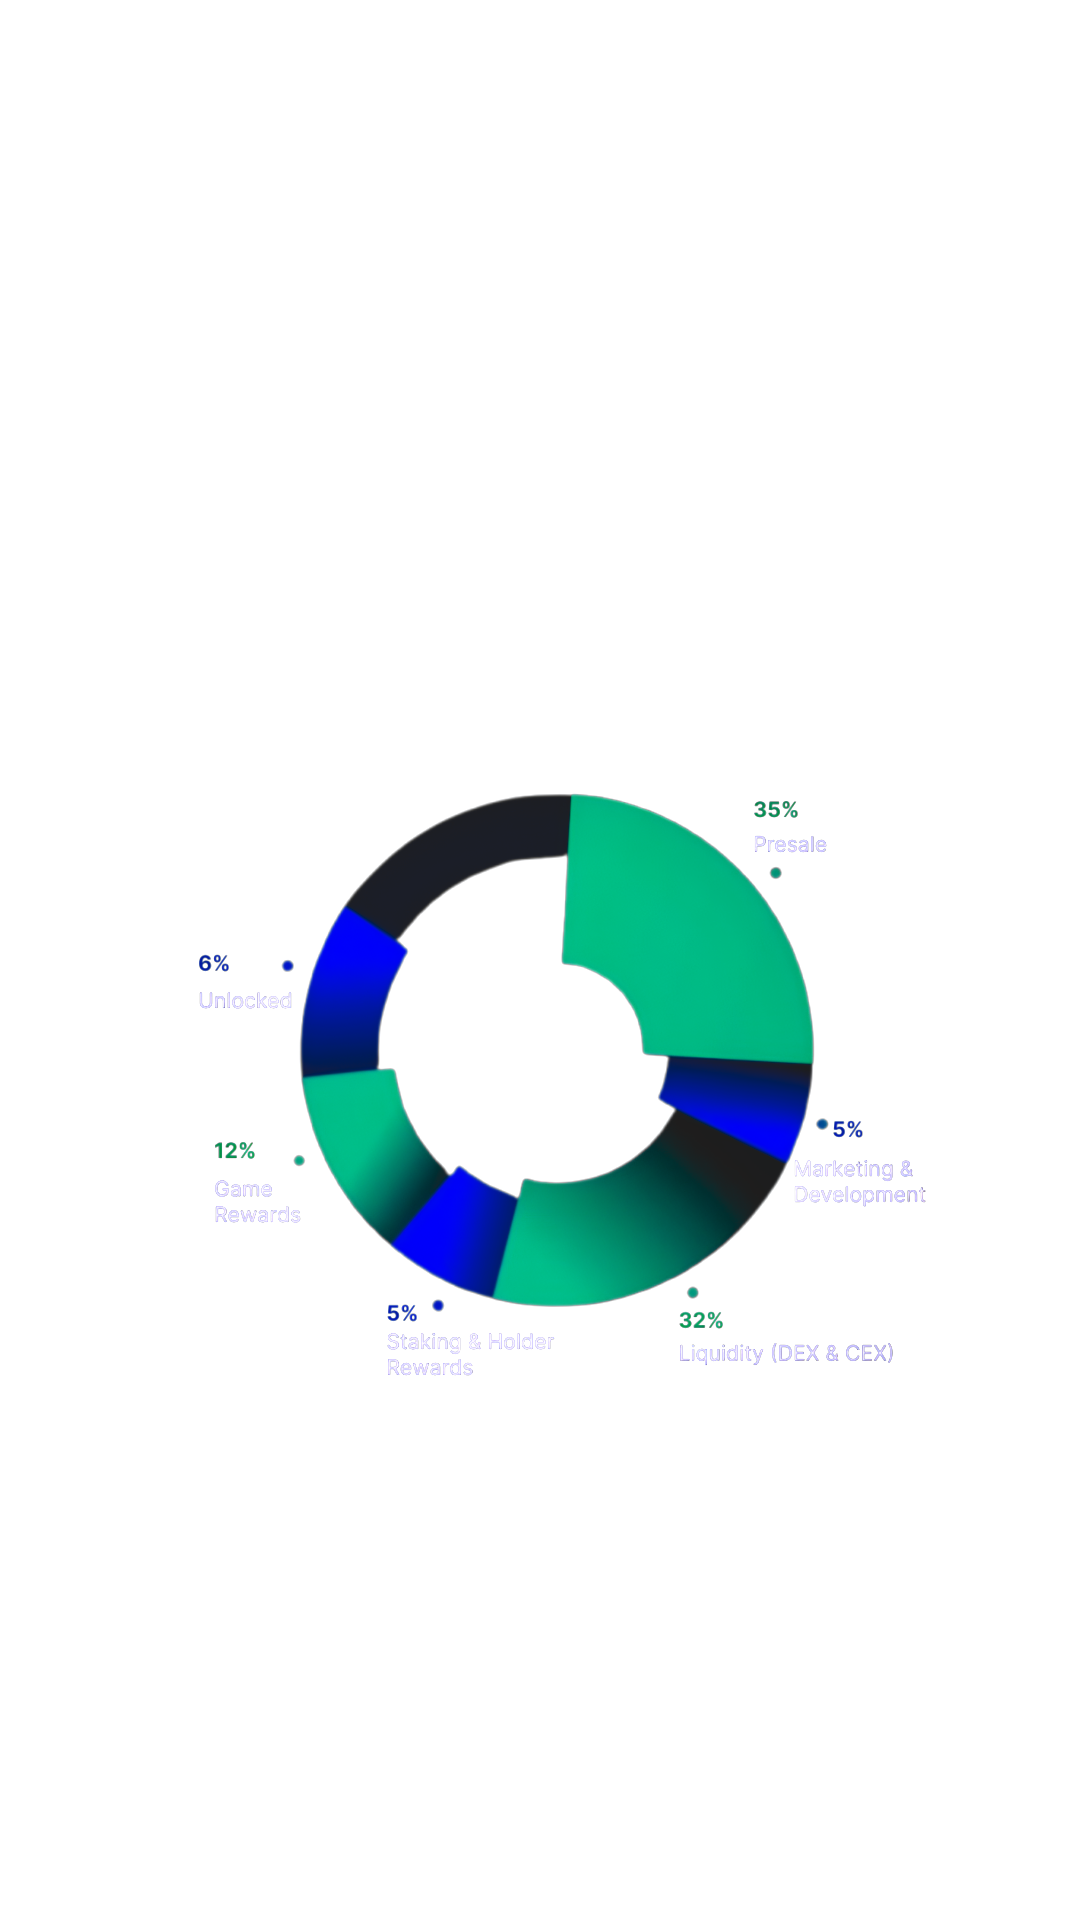 35%
Presale
6%
Unlocked
5%
Marketing &
Development
12%
Game
Rewards
5%
Staking & Holder
Rewards
32%
Liquidity (DEX & CEX)